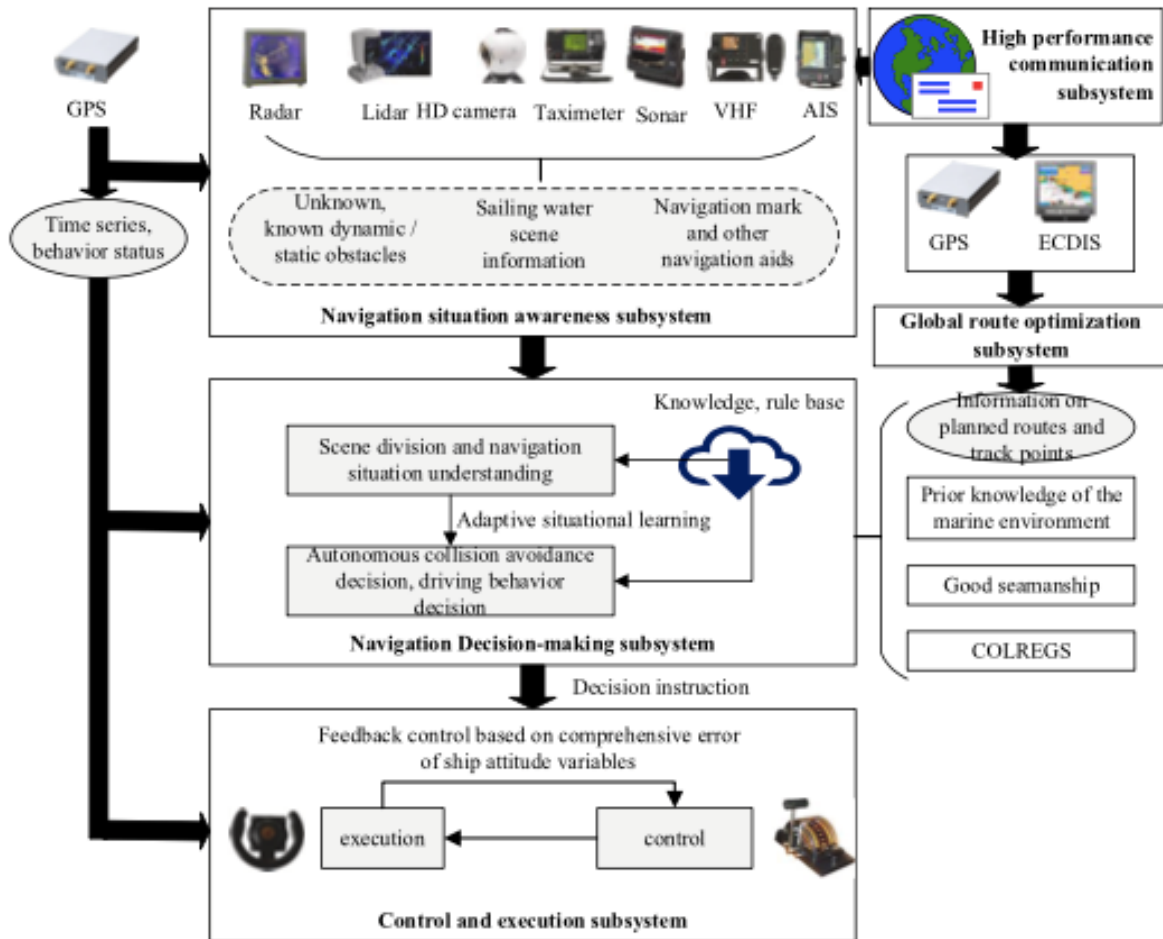 GPS
Radar
Lidar
HD camera
Taximeter
Sonar
VHF
AIS
High performance
communication
subsystem
Time series,
behavior status
Unknown,
known dynamic /
static obstacles
Sailing water
scene
information
Navigation mark
and other
navigation aids
Navigation situation awareness subsystem
GPS
ECDIS
Global route optimization
subsystem
Information on
planned routes and
track points
Prior knowledge of the
marine environment
Good seamanship
COLREGS
Knowledge, rule base
Scene division and navigation
situation understanding
Adaptive situational learning
Autonomous collision avoidance
decision, driving behavior
decision
Navigation Decision-making subsystem
Decision instruction
Feedback control based on comprehensive error
of ship attitude variables
execution
control
Control and execution subsystem